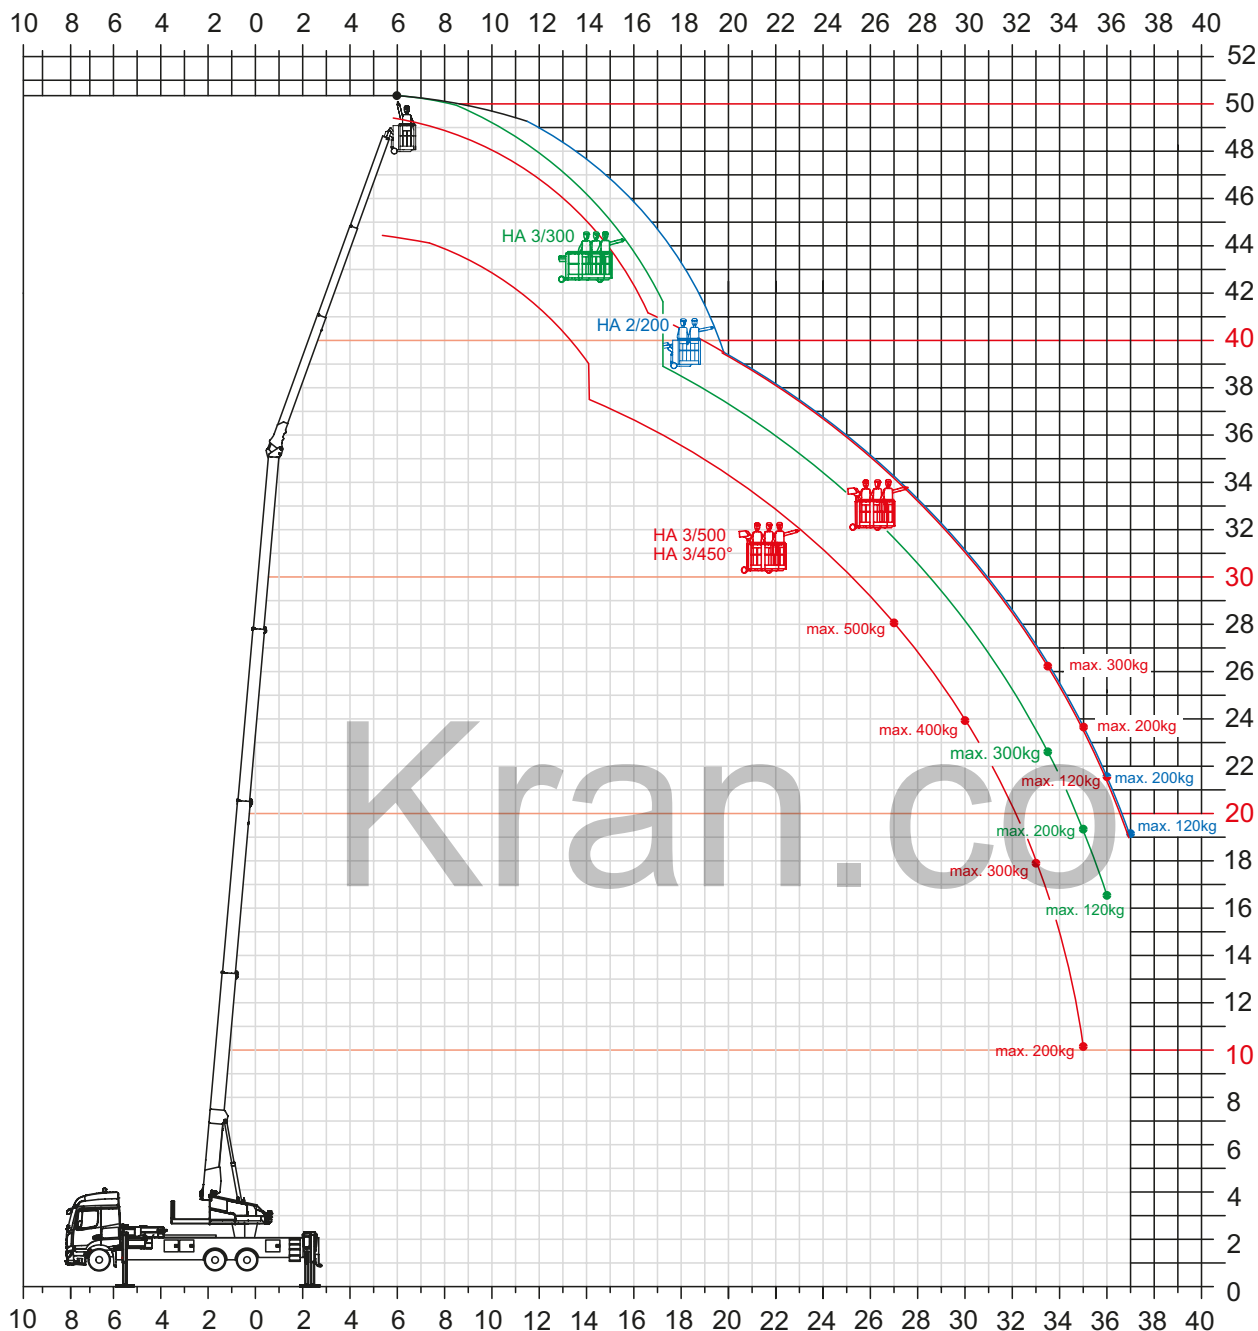 10 8 6 4 2 0 2 4 6 8 10 12 14 16 18 20 22 24 26 28 30 32 34 36 38 40
52
50
48
46
HA 3/300
44
42
HA 2/200
40
38
36
34
32
HA 3/500
HA 3/450°
30
28
max. 500kg
max. 300kg
26
24
max. 200kg
max. 400kg
max. 300kg
22
max. 120kg
max. 200kg
20
max. 120kg
max. 200kg
18
max. 300kg
Kran.co
16
max. 120kg
14
12
10
max. 200kg
8
6
4
2
0
10 8 6 4 2 0 2 4 6 8 10 12 14 16 18 20 22 24 26 28 30 32 34 36 38 40